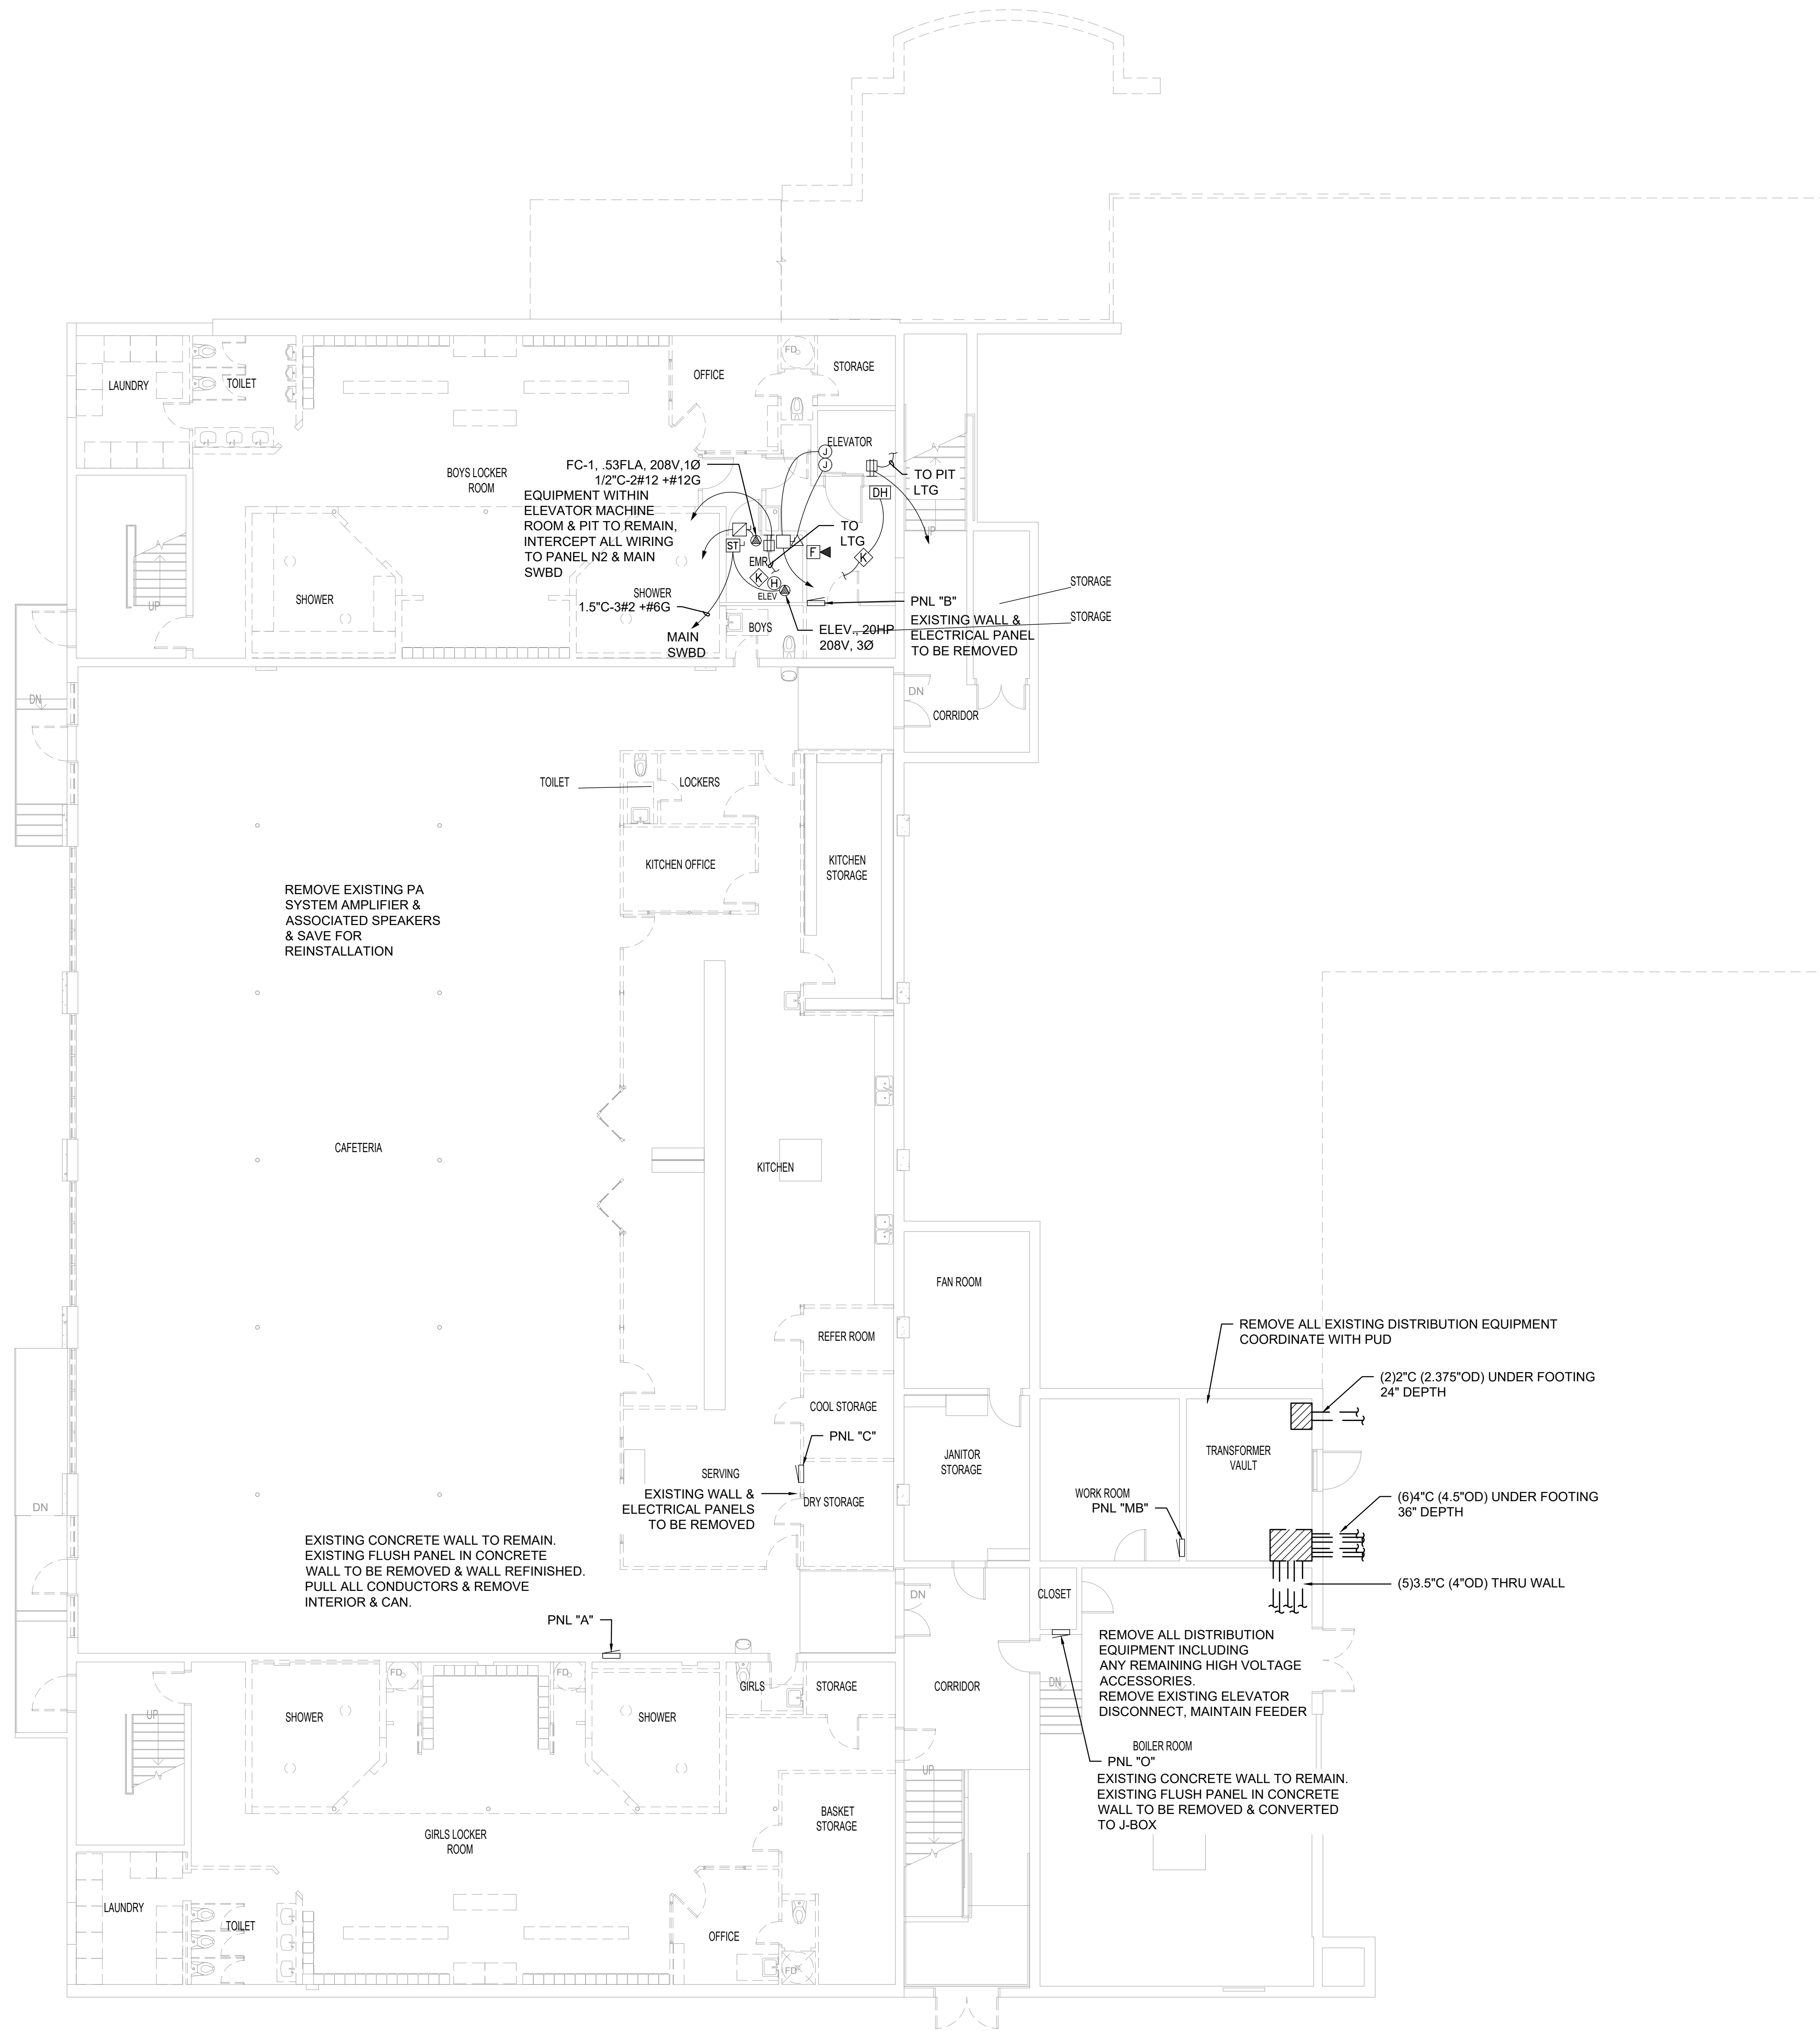 FD
LAUNDRY
TOILET
OFFICE
STORAGE
ELEVATOR
J
J
BOYS LOCKER
ROOM
FC-1, .53FLA, 208V,1Ø
1/2"C-2#12 +#12G
EQUIPMENT WITHIN
ELEVATOR MACHINE
ROOM & PIT TO REMAIN,
INTERCEPT ALL WIRING
TO PANEL N2 & MAIN
SWBD
TO PIT
LTG
DH
UP
TO
LTG
ST
F
K
EMR
K
H
ELEV
SHOWER
SHOWER
1.5"C-3#2 +#6G
UP
MAIN
SWBD
BOYS
PNL "B"
EXISTING WALL &
ELECTRICAL PANEL
TO BE REMOVED
ELEV., 20HP
208V, 3Ø
STORAGE
STORAGE
DN
DN
CORRIDOR
TOILET
LOCKERS
KITCHEN OFFICE
KITCHEN
STORAGE
REMOVE EXISTING PA
SYSTEM AMPLIFIER &
ASSOCIATED SPEAKERS
& SAVE FOR
REINSTALLATION
CAFETERIA
KITCHEN
FAN ROOM
REFER ROOM
REMOVE ALL EXISTING DISTRIBUTION EQUIPMENT
COORDINATE WITH PUD
(2)2"C (2.375"OD) UNDER FOOTING
24" DEPTH
COOL STORAGE
PNL "C"
JANITOR
STORAGE
TRANSFORMER
VAULT
SERVING
EXISTING WALL &
ELECTRICAL PANELS
TO BE REMOVED
DRY STORAGE
WORK ROOM
PNL "MB"
(6)4"C (4.5"OD) UNDER FOOTING
36" DEPTH
DN
EXISTING CONCRETE WALL TO REMAIN.
EXISTING FLUSH PANEL IN CONCRETE
WALL TO BE REMOVED & WALL REFINISHED.
PULL ALL CONDUCTORS & REMOVE
INTERIOR & CAN.
(5)3.5"C (4"OD) THRU WALL
DN
CLOSET
PNL "A"
REMOVE ALL DISTRIBUTION
EQUIPMENT INCLUDING
ANY REMAINING HIGH VOLTAGE
ACCESSORIES.
REMOVE EXISTING ELEVATOR
DISCONNECT, MAINTAIN FEEDER
FD
FD
GIRLS
STORAGE
CORRIDOR
DN
UP
SHOWER
SHOWER
BOILER ROOM
PNL "O"
EXISTING CONCRETE WALL TO REMAIN.
EXISTING FLUSH PANEL IN CONCRETE
WALL TO BE REMOVED & CONVERTED
TO J-BOX
UP
BASKET
STORAGE
GIRLS LOCKER
ROOM
LAUNDRY
TOILET
OFFICE
FD